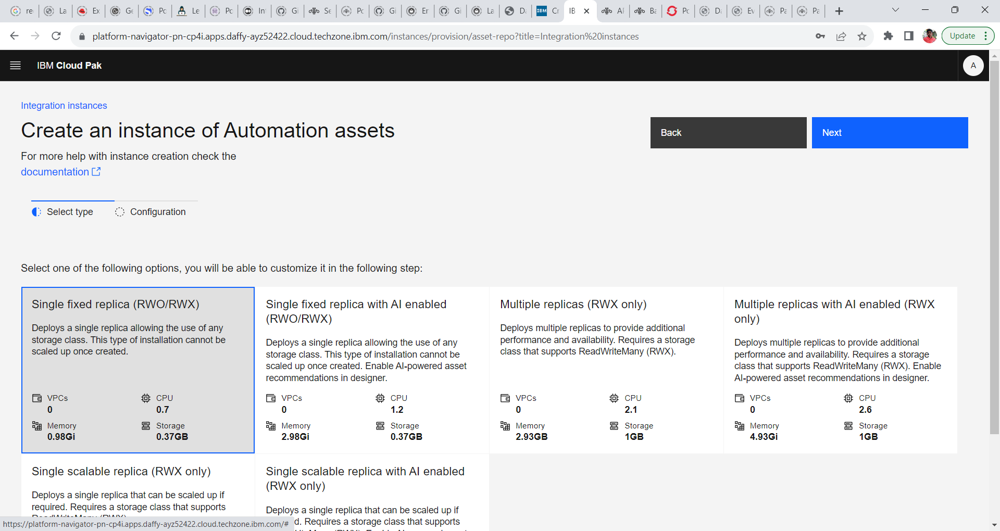 re La Ex Ge Po Le Po In Gi Se Po Gi Er Gi La Da Cr IB Al Ba Po Da Ev Pa Pa
platform-navigator-pn-cp4i.apps.daffy-ayz52422.cloud.techzone.ibm.com/instances/provision/asset-repo?title=Integration%20instances
Update
IBM Cloud Pak
A
Integration instances
Create an instance of Automation assets
Back
Next
For more help with instance creation check the
documentation
Select type
Configuration
Select one of the following options, you will be able to customize it in the following step:
Single fixed replica (RWO/RWX)
Deploys a single replica allowing the use of any
storage class. This type of installation cannot be
scaled up once created.
VPCs
0
CPU
0.7
Memory
0.98Gi
Storage
0.37GB
Single fixed replica with AI enabled
(RWO/RWX)
Deploys a single replica allowing the use of any
storage class. This type of installation cannot be
scaled up once created. Enable AI-powered asset
recommendations in designer.
VPCs
0
CPU
1.2
Memory
2.98Gi
Storage
0.37GB
Multiple replicas (RWX only)
Deploys multiple replicas to provide additional
performance and availability. Requires a storage
class that supports ReadWriteMany (RWX).
VPCs
0
CPU
2.1
Memory
2.93GB
Storage
1GB
Multiple replicas with AI enabled (RWX
only)
Deploys multiple replicas to provide additional
performance and availability. Requires a storage
class that supports ReadWriteMany (RWX). Enable
AI-powered asset recommendations in designer.
VPCs
0
CPU
2.6
Memory
4.93Gi
Storage
1GB
Single scalable replica (RWX only)
Deploys a single replica that can be scaled up if
required. Requires a storage class that supports
Single scalable replica with AI enabled
(RWX only)
Deploys a single replica that can be scaled up if
d. Requires a storage class that supports
https://platform-navigator-pn-cp4i.apps.daffy-ayz52422.cloud.techzone.ibm.com/#